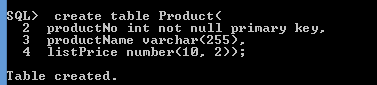 SQL>  create table Product(
  2  productNo int not null primary key,
  3  productName varchar(255),
  4  listPrice number(10, 2));
Table created.